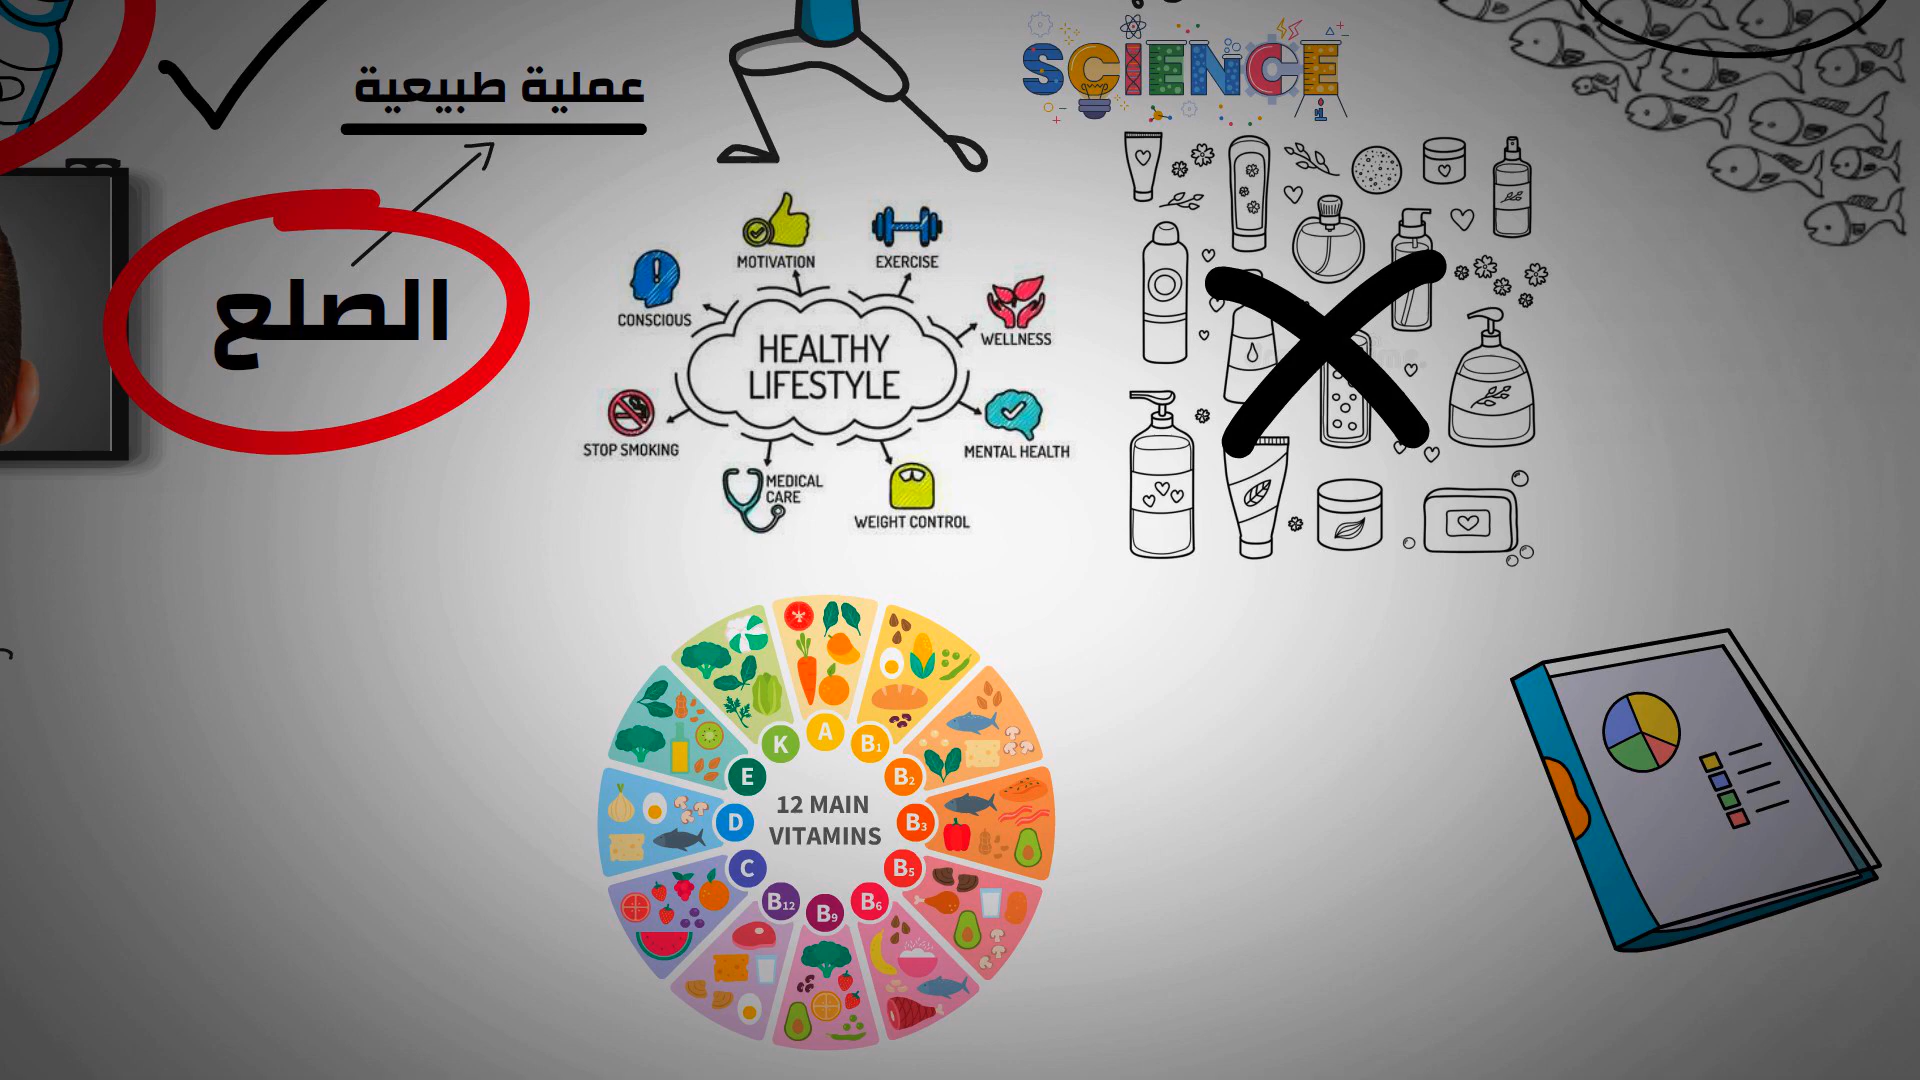 عملية طبيعية
SCIENCE
الصلع
MOTIVATION
EXERCISE
CONSCIOUS
WELLNESS
HEALTHY
LIFESTYLE
STOP SMOKING
MENTAL HEALTH
MEDICAL
CARE
WEIGHT CONTROL
K
A
B1
E
B2
D
12 MAIN
VITAMINS
B3
C
B5
B12
B9
B6